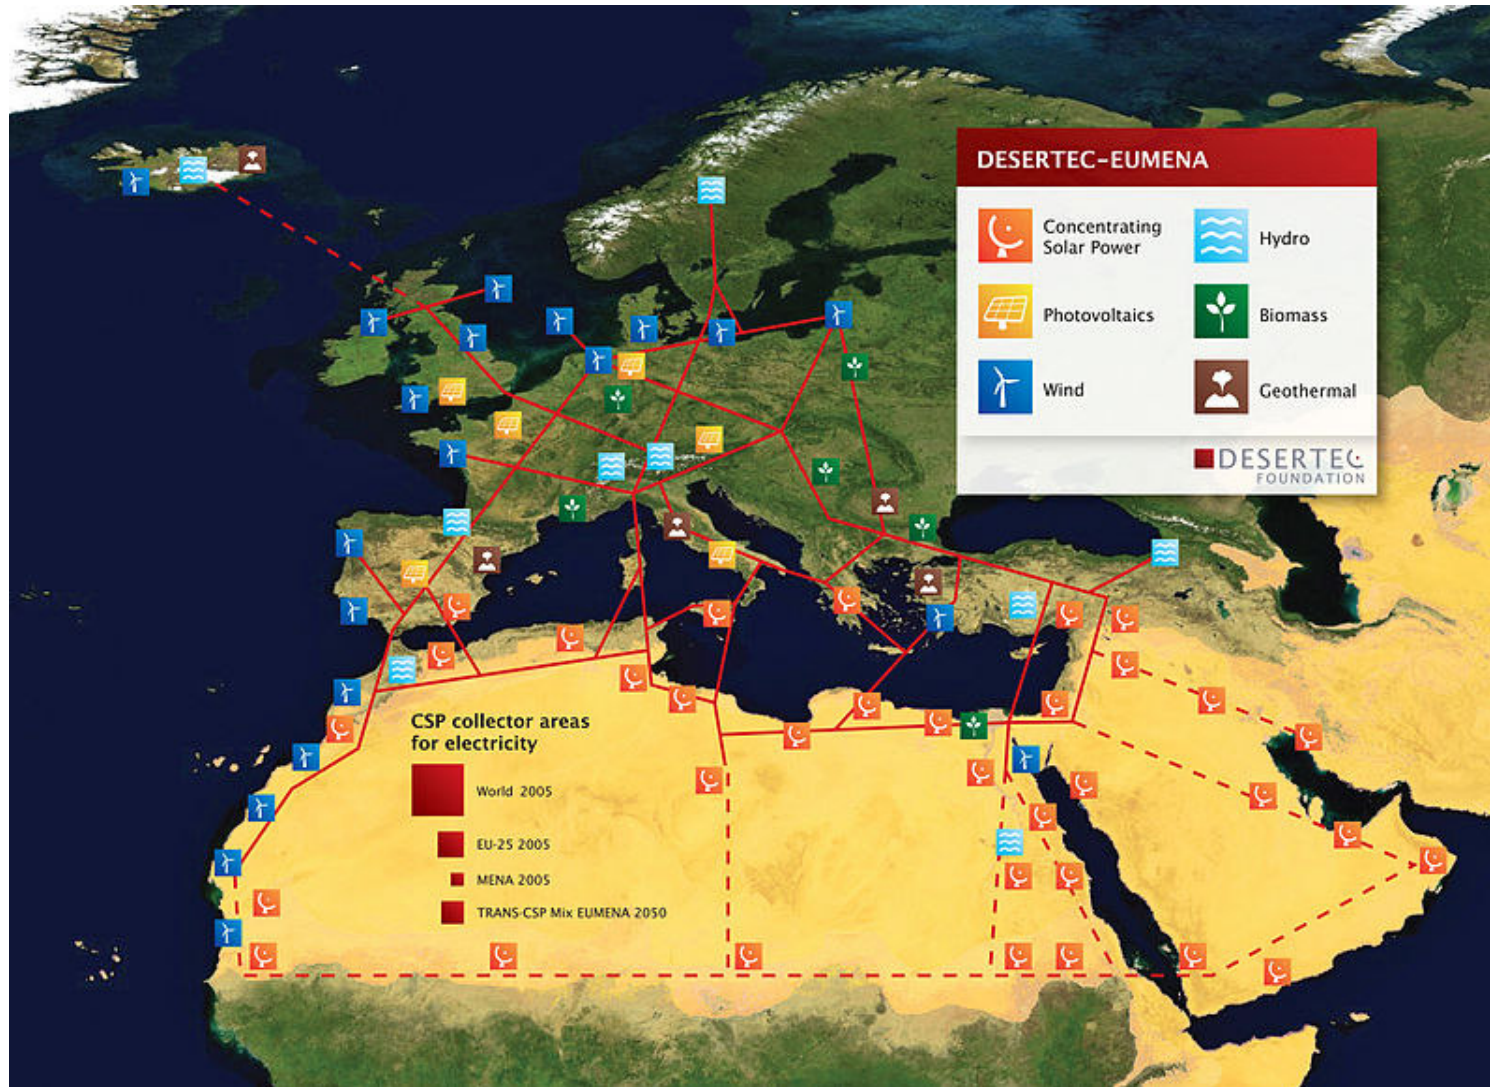 DESERTEC-EUMENA
Concentrating
Solar Power
Hydro
Photovoltaics
Biomass
Wind
Geothermal
DESERTEC
FOUNDATION
CSP collector areas
for electricity
World 2005
EU-25 2005
MENA 2005
TRANS-CSP Mix EUMENA 2050